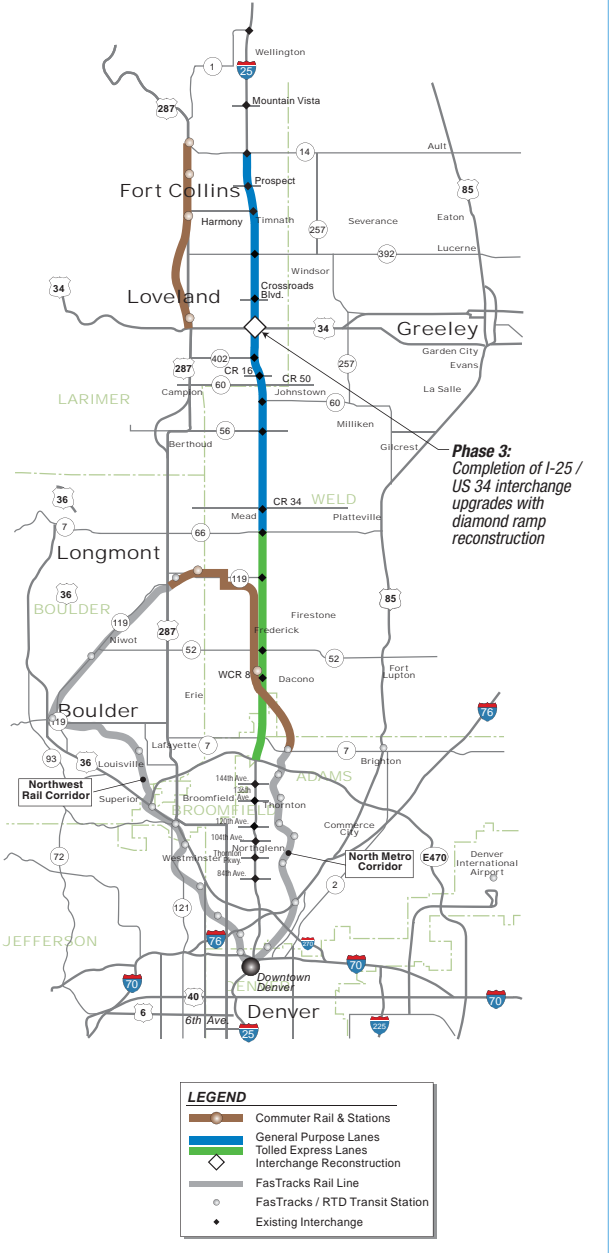 Wellington
1
25
Mountain Vista
287
14
Ault
Prospect
Fort Collins
85
Harmony
Timnath
Severance
Eaton
257
392
Lucerne
Windsor
34
Loveland
Crossroads
Blvd.
34
Greeley
Garden City
402
257
Evans
287
CR 16
CR 50
60
Campion
Johnstown
La Salle
LARIMER
60
56
Milliken
Berthoud
Gilcrest
Phase 3:
Completion of I-25 /
US 34 interchange
upgrades with
diamond ramp
reconstruction
36
CR 34
WELD
Mead
Platteville
7
66
Longmont
119
36
85
BOULDER
119
Firestone
287
Frederick
Niwot
52
52
WCR 8
Dacono
Fort
Lupton
Erie
76
Boulder
119
Lafayette
7
7
93
36
Louisville
Brighton
144th Ave.
ADAMS
136th
Ave.
Northwest
Rail Corridor
Superior
Broomfield
Thornton
BROOMFIELD
120th Ave.
Commerce
City
104th Ave.
Northglenn
72
Westminster
Thornton
Pkwy.
North Metro
Corridor
E470
Denver
International
Airport
84th Ave.
2
121
JEFFERSON
76
270
70
Downtown
Denver
70
DENVER
40
70
6
6th Ave.
Denver
25
225
LEGEND
Commuter Rail & Stations
General Purpose Lanes
Tolled Express Lanes
Interchange Reconstruction
FasTracks Rail Line
FasTracks / RTD Transit Station
Existing Interchange